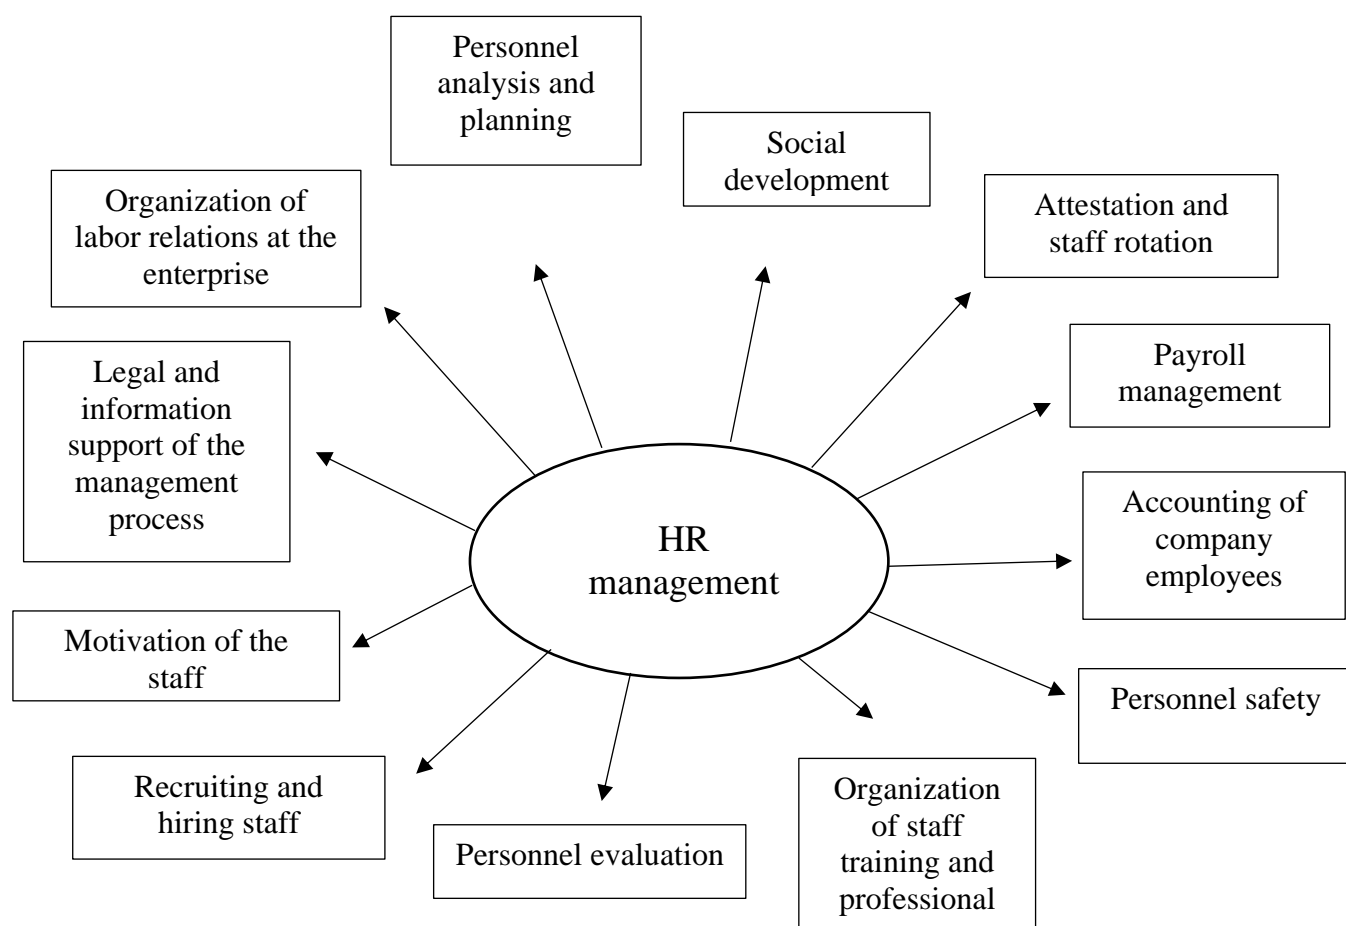 Personnel
analysis and
planning
Social
development
Organization of
labor relations at the
enterprise
Attestation and
staff rotation
Payroll
management
Legal and
information
support of the
management
process
HR
management
Accounting of
company
employees
Motivation of the
staff
Personnel safety
Recruiting and
hiring staff
Personnel evaluation
Organization
of staff
training and
professional